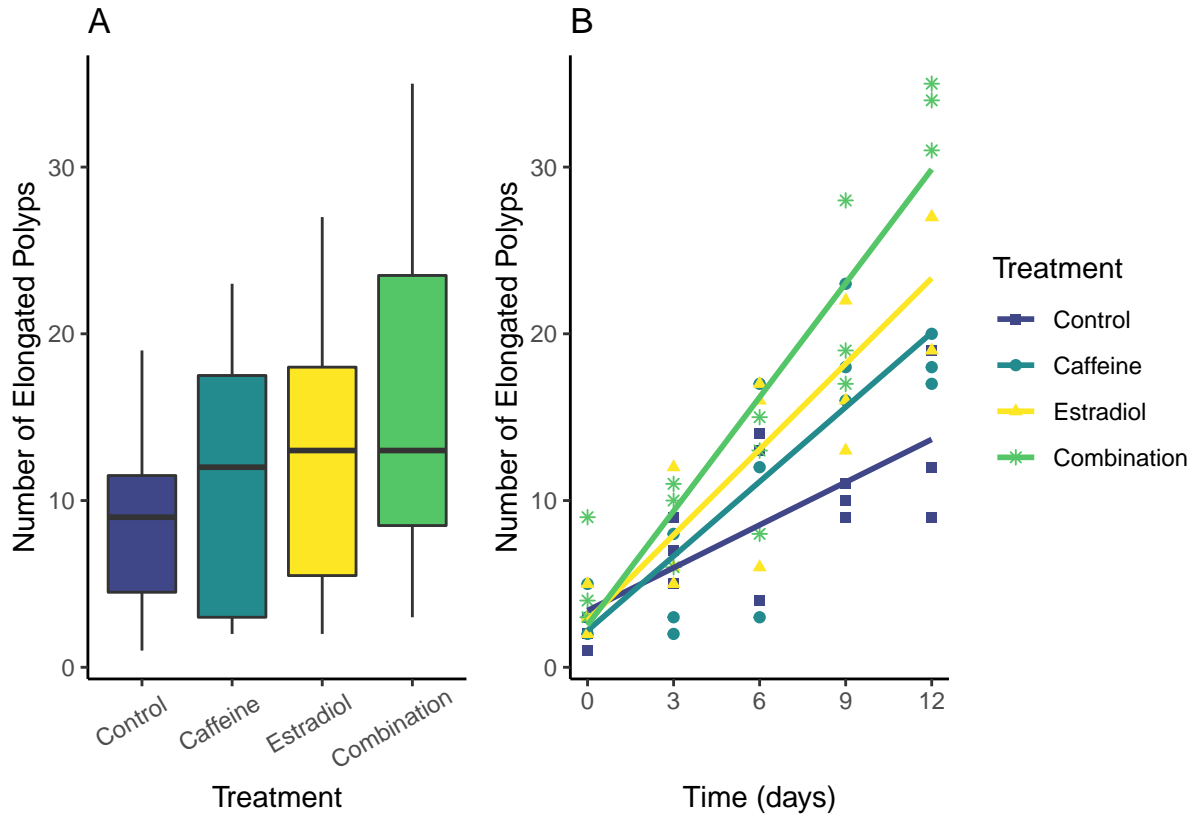 A
Number of Elongated Polyps
30
20
10
0
Control
Caffeine
Estradiol
Combination
Treatment
B
Number of Elongated Polyps
30
20
10
0
0 3 6 9 12
Time (days)
Treatment
Control
Caffeine
Estradiol
Combination